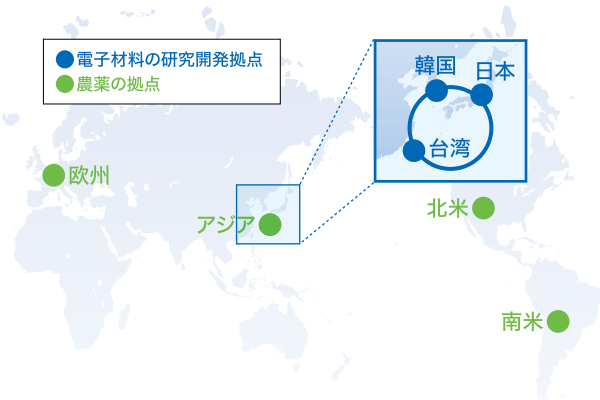 電子材料の研究開発拠点
農薬の拠点
韓国
日本
台湾
欧州
アジア
北米
南米